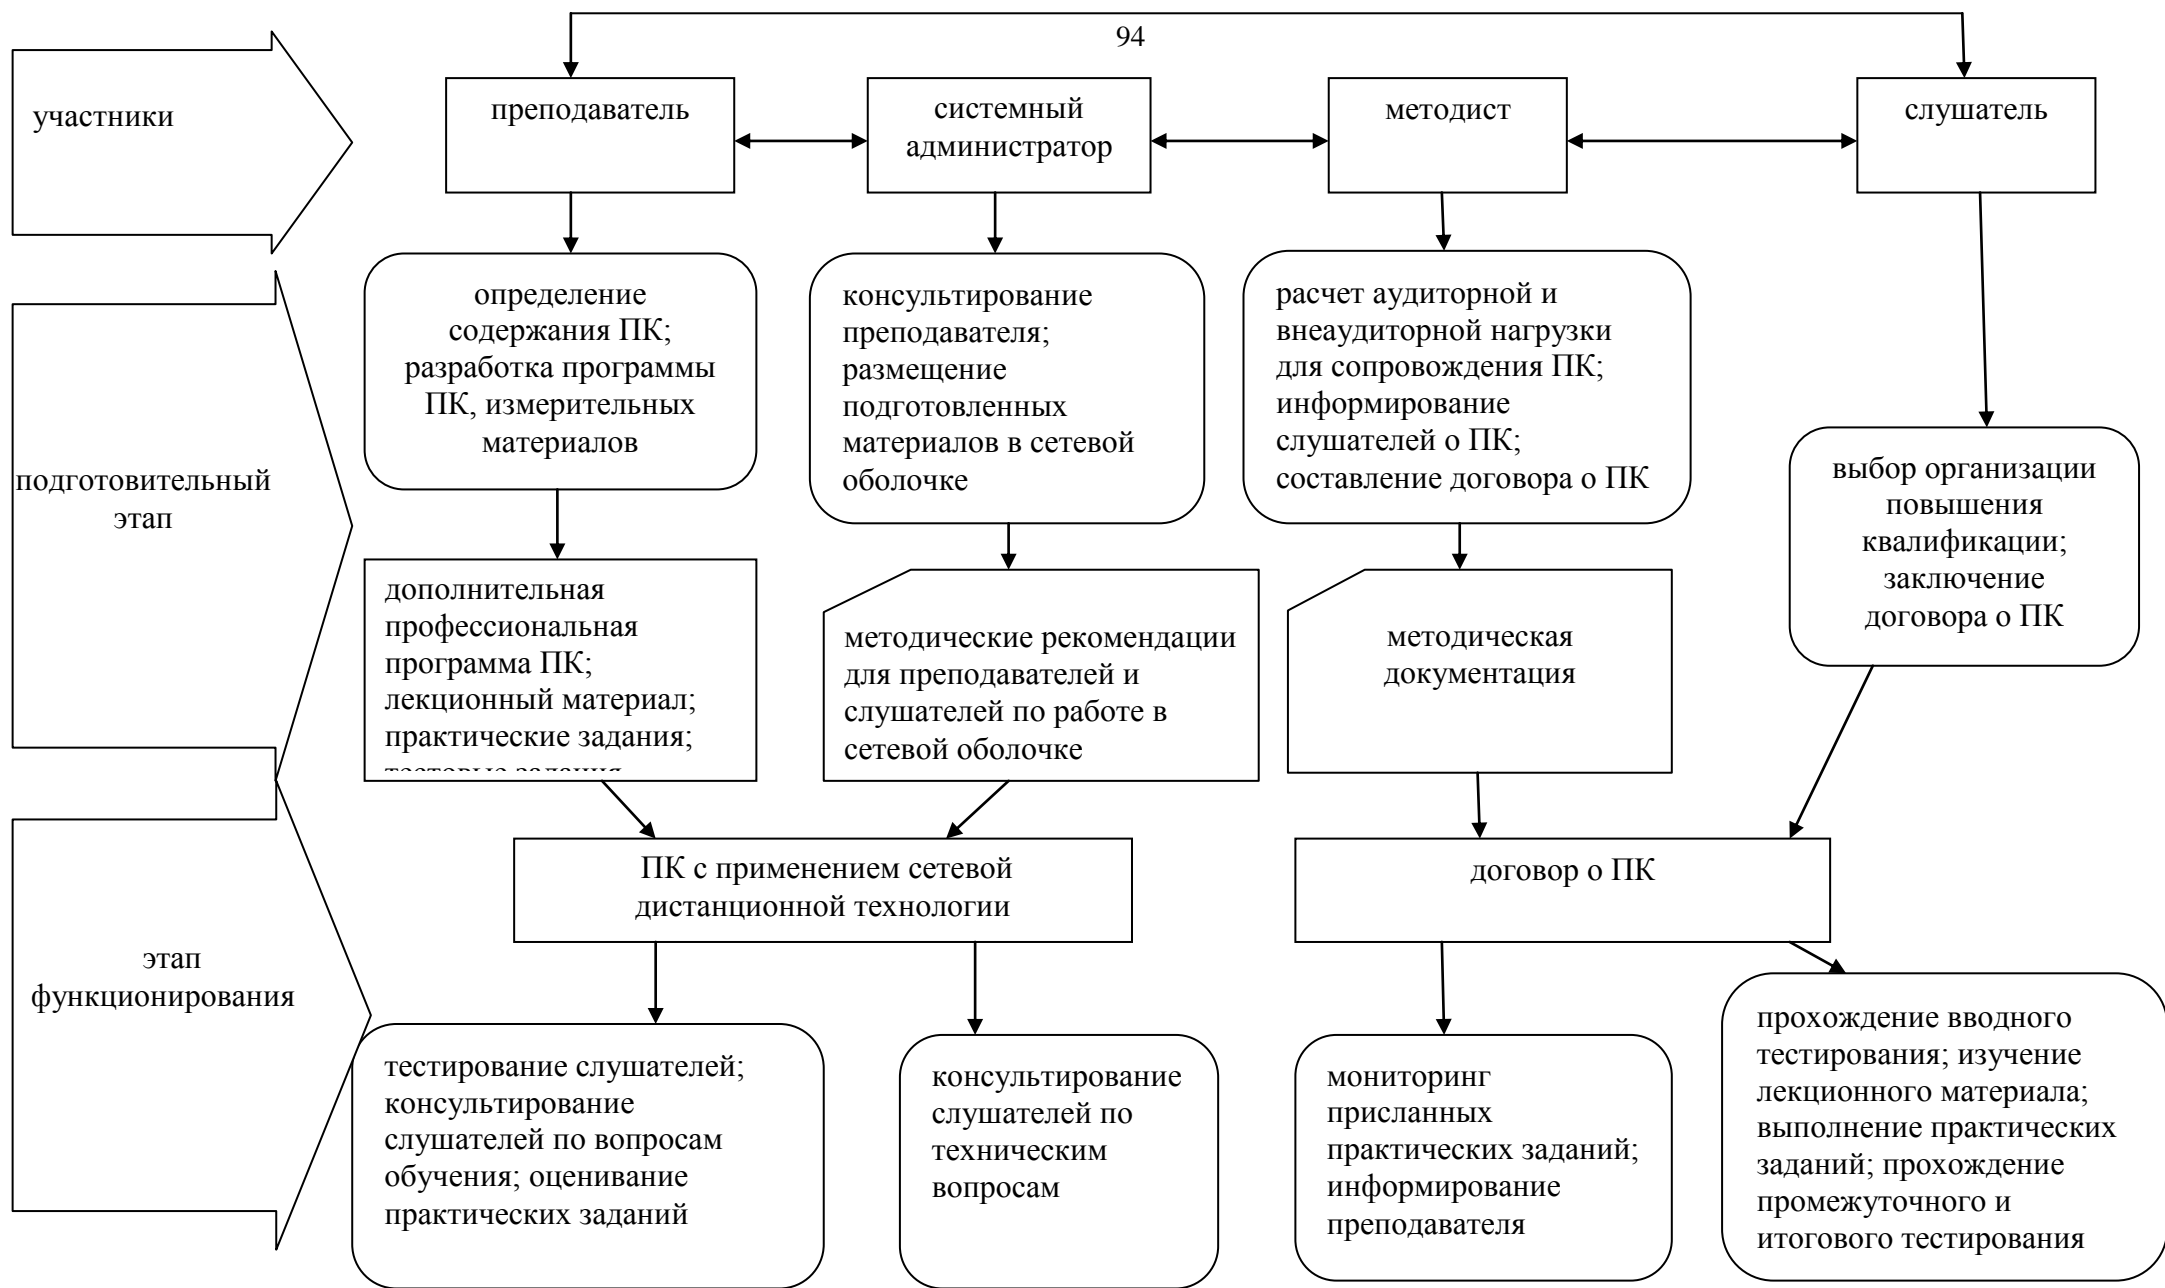 94
участники
преподаватель
системный
администратор
методист
слушатель
определение
содержания ПК;
разработка программы
ПК, измерительных
материалов
консультирование
преподавателя;
размещение
подготовленных
материалов в сетевой
оболочке
расчет аудиторной и
внеаудиторной нагрузки
для сопровождения ПК;
информирование
слушателей о ПК;
составление договора о ПК
выбор организации
повышения
квалификации;
заключение
договора о ПК
подготовительный
этап
дополнительная
профессиональная
программа ПК;
лекционный материал;
практические задания;
методические рекомендации
для преподавателей и
слушателей по работе в
сетевой оболочке
методическая
документация
ПК с применением сетевой
дистанционной технологии
договор о ПК
этап
функционирования
тестирование слушателей;
консультирование
слушателей по вопросам
обучения; оценивание
практических заданий
консультирование
слушателей по
техническим
вопросам
мониторинг
присланных
практических заданий;
информирование
преподавателя
прохождение вводного
тестирования; изучение
лекционного материала;
выполнение практических
заданий; прохождение
промежуточного и
итогового тестирования